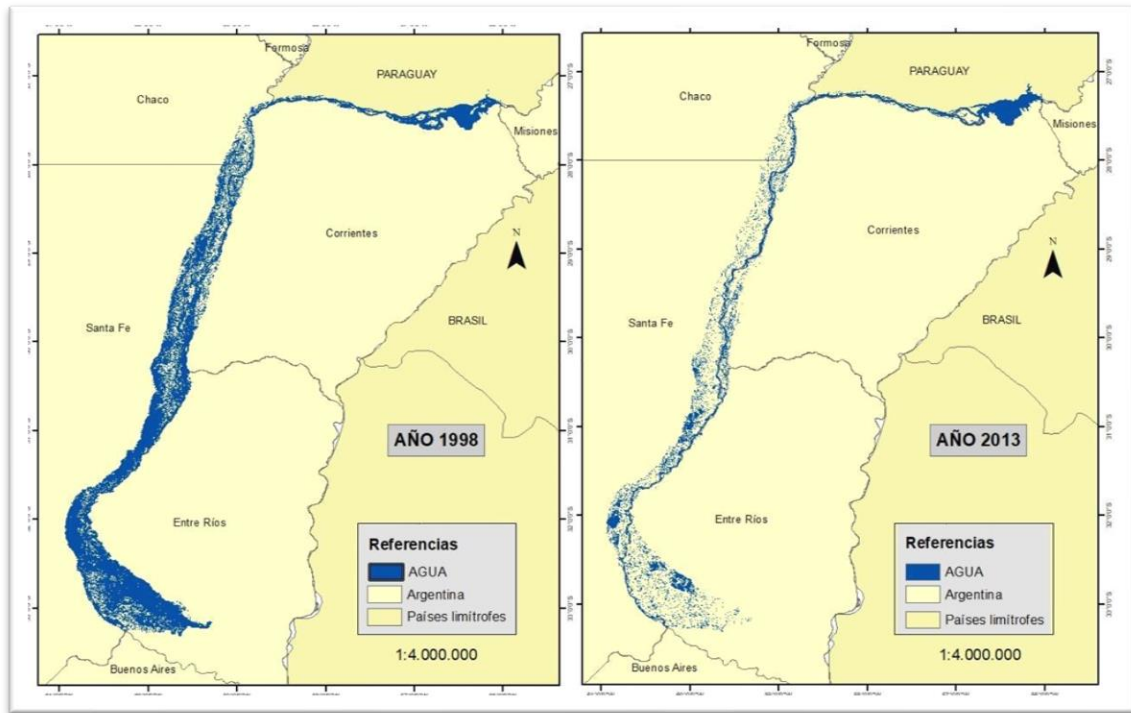 Formosa
PARAGUAY
Chaco
Misiones
Corrientes
N
Santa Fe
BRASIL
AÑO 1998
Entre Ríos
Referencias
AGUA
Argentina
Países limítrofes
1:4.000.000
Buenos Aires
Formosa
PARAGUAY
Chaco
Misiones
Corrientes
N
Santa Fe
BRASIL
AÑO 2013
Entre Ríos
Referencias
AGUA
Argentina
Países limítrofes
1:4.000.000
Buenos Aires